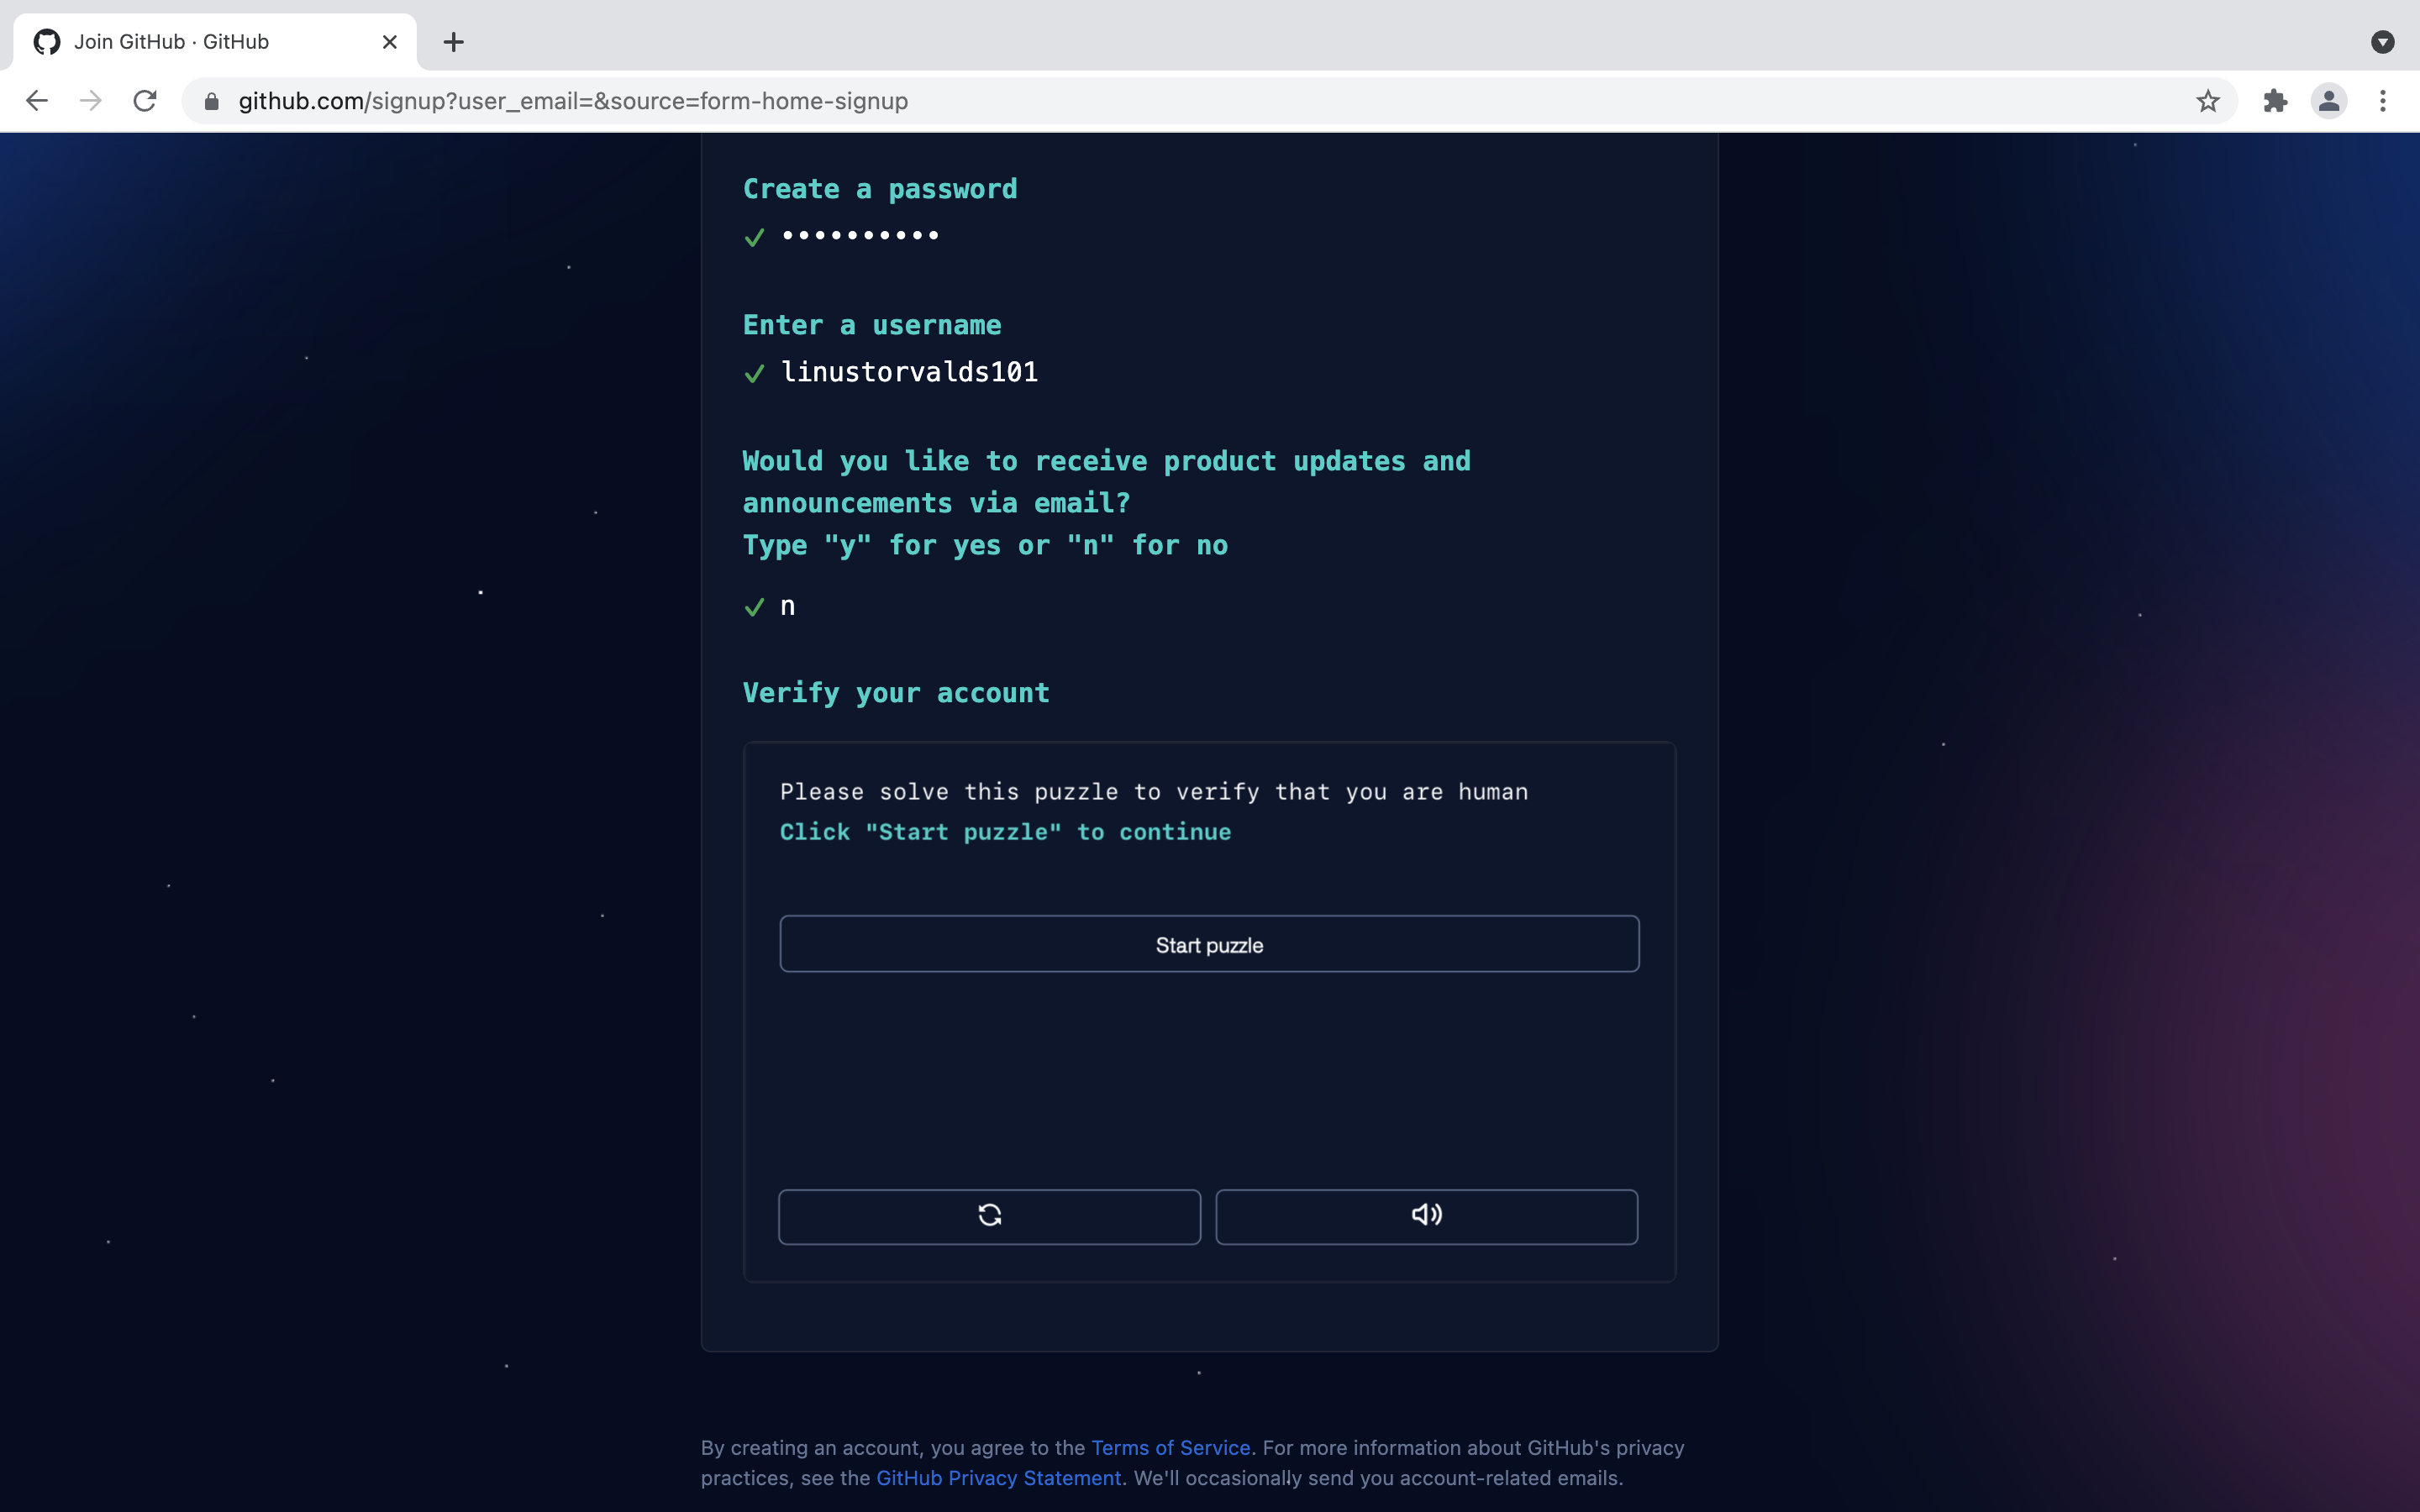 Join GitHub · GitHub
github.com/signup?user_email=&source=form-home-signup
Create a password
••••••••••
Enter a username
linustorvalds101
Would you like to receive product updates and
announcements via email?
Type "y" for yes or "n" for no
n
Verify your account
Please solve this puzzle to verify that you are human
Click "Start puzzle" to continue
Start puzzle
By creating an account, you agree to the Terms of Service. For more information about GitHub's privacy
practices, see the GitHub Privacy Statement. We'll occasionally send you account-related emails.